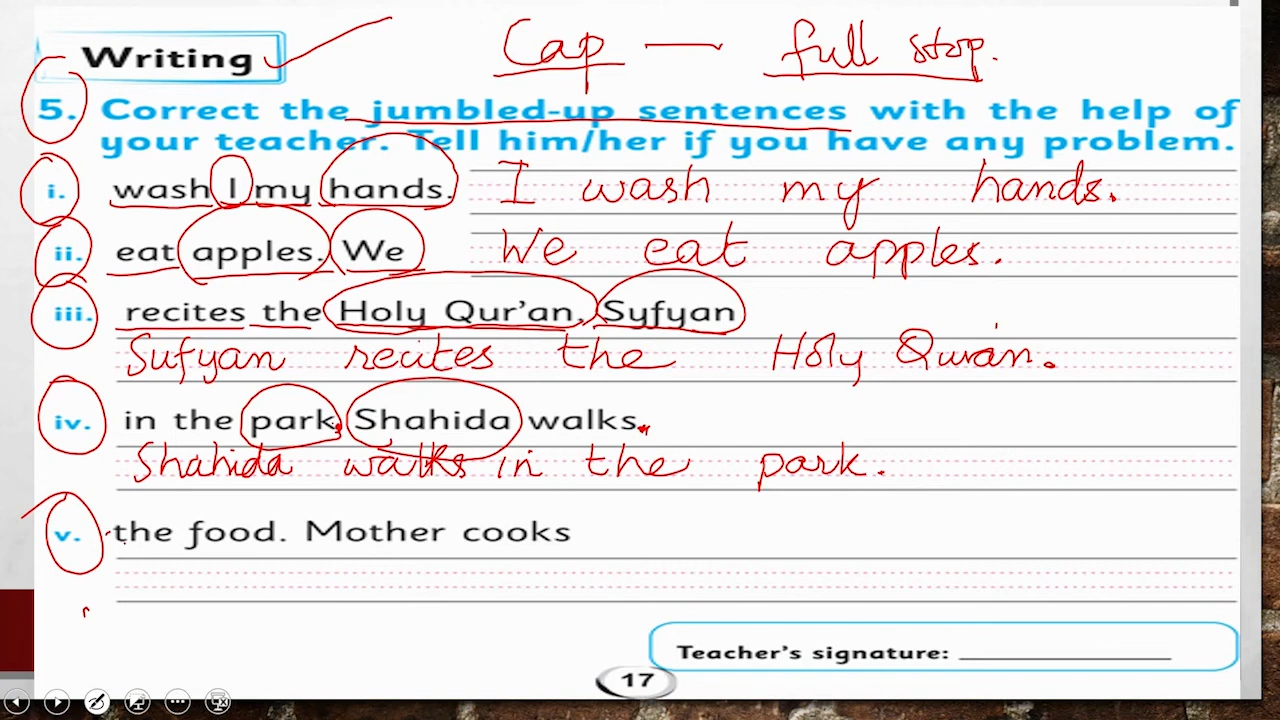 Writing
Cap — full stop.
5. Correct the jumbled-up sentences with the help of
your teacher. Tell him/her if you have any problem.
i. wash I my hands. I wash my hands.
ii. eat apples. We We eat apples.
iii. recites the Holy Qur’an. Syfyan
Sufyan recites the Holy Quran.
iv. in the park. Shahida walks.
Shahida walks in the park.
v. the food. Mother cooks
Teacher's signature: ____________
17